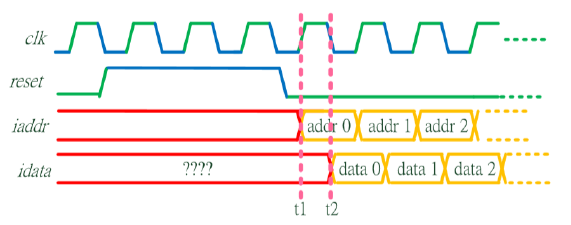 clk
reset
iaddr addr 0 addr 1 addr 2
idata ???? data 0 data 1 data 2
t1 t2